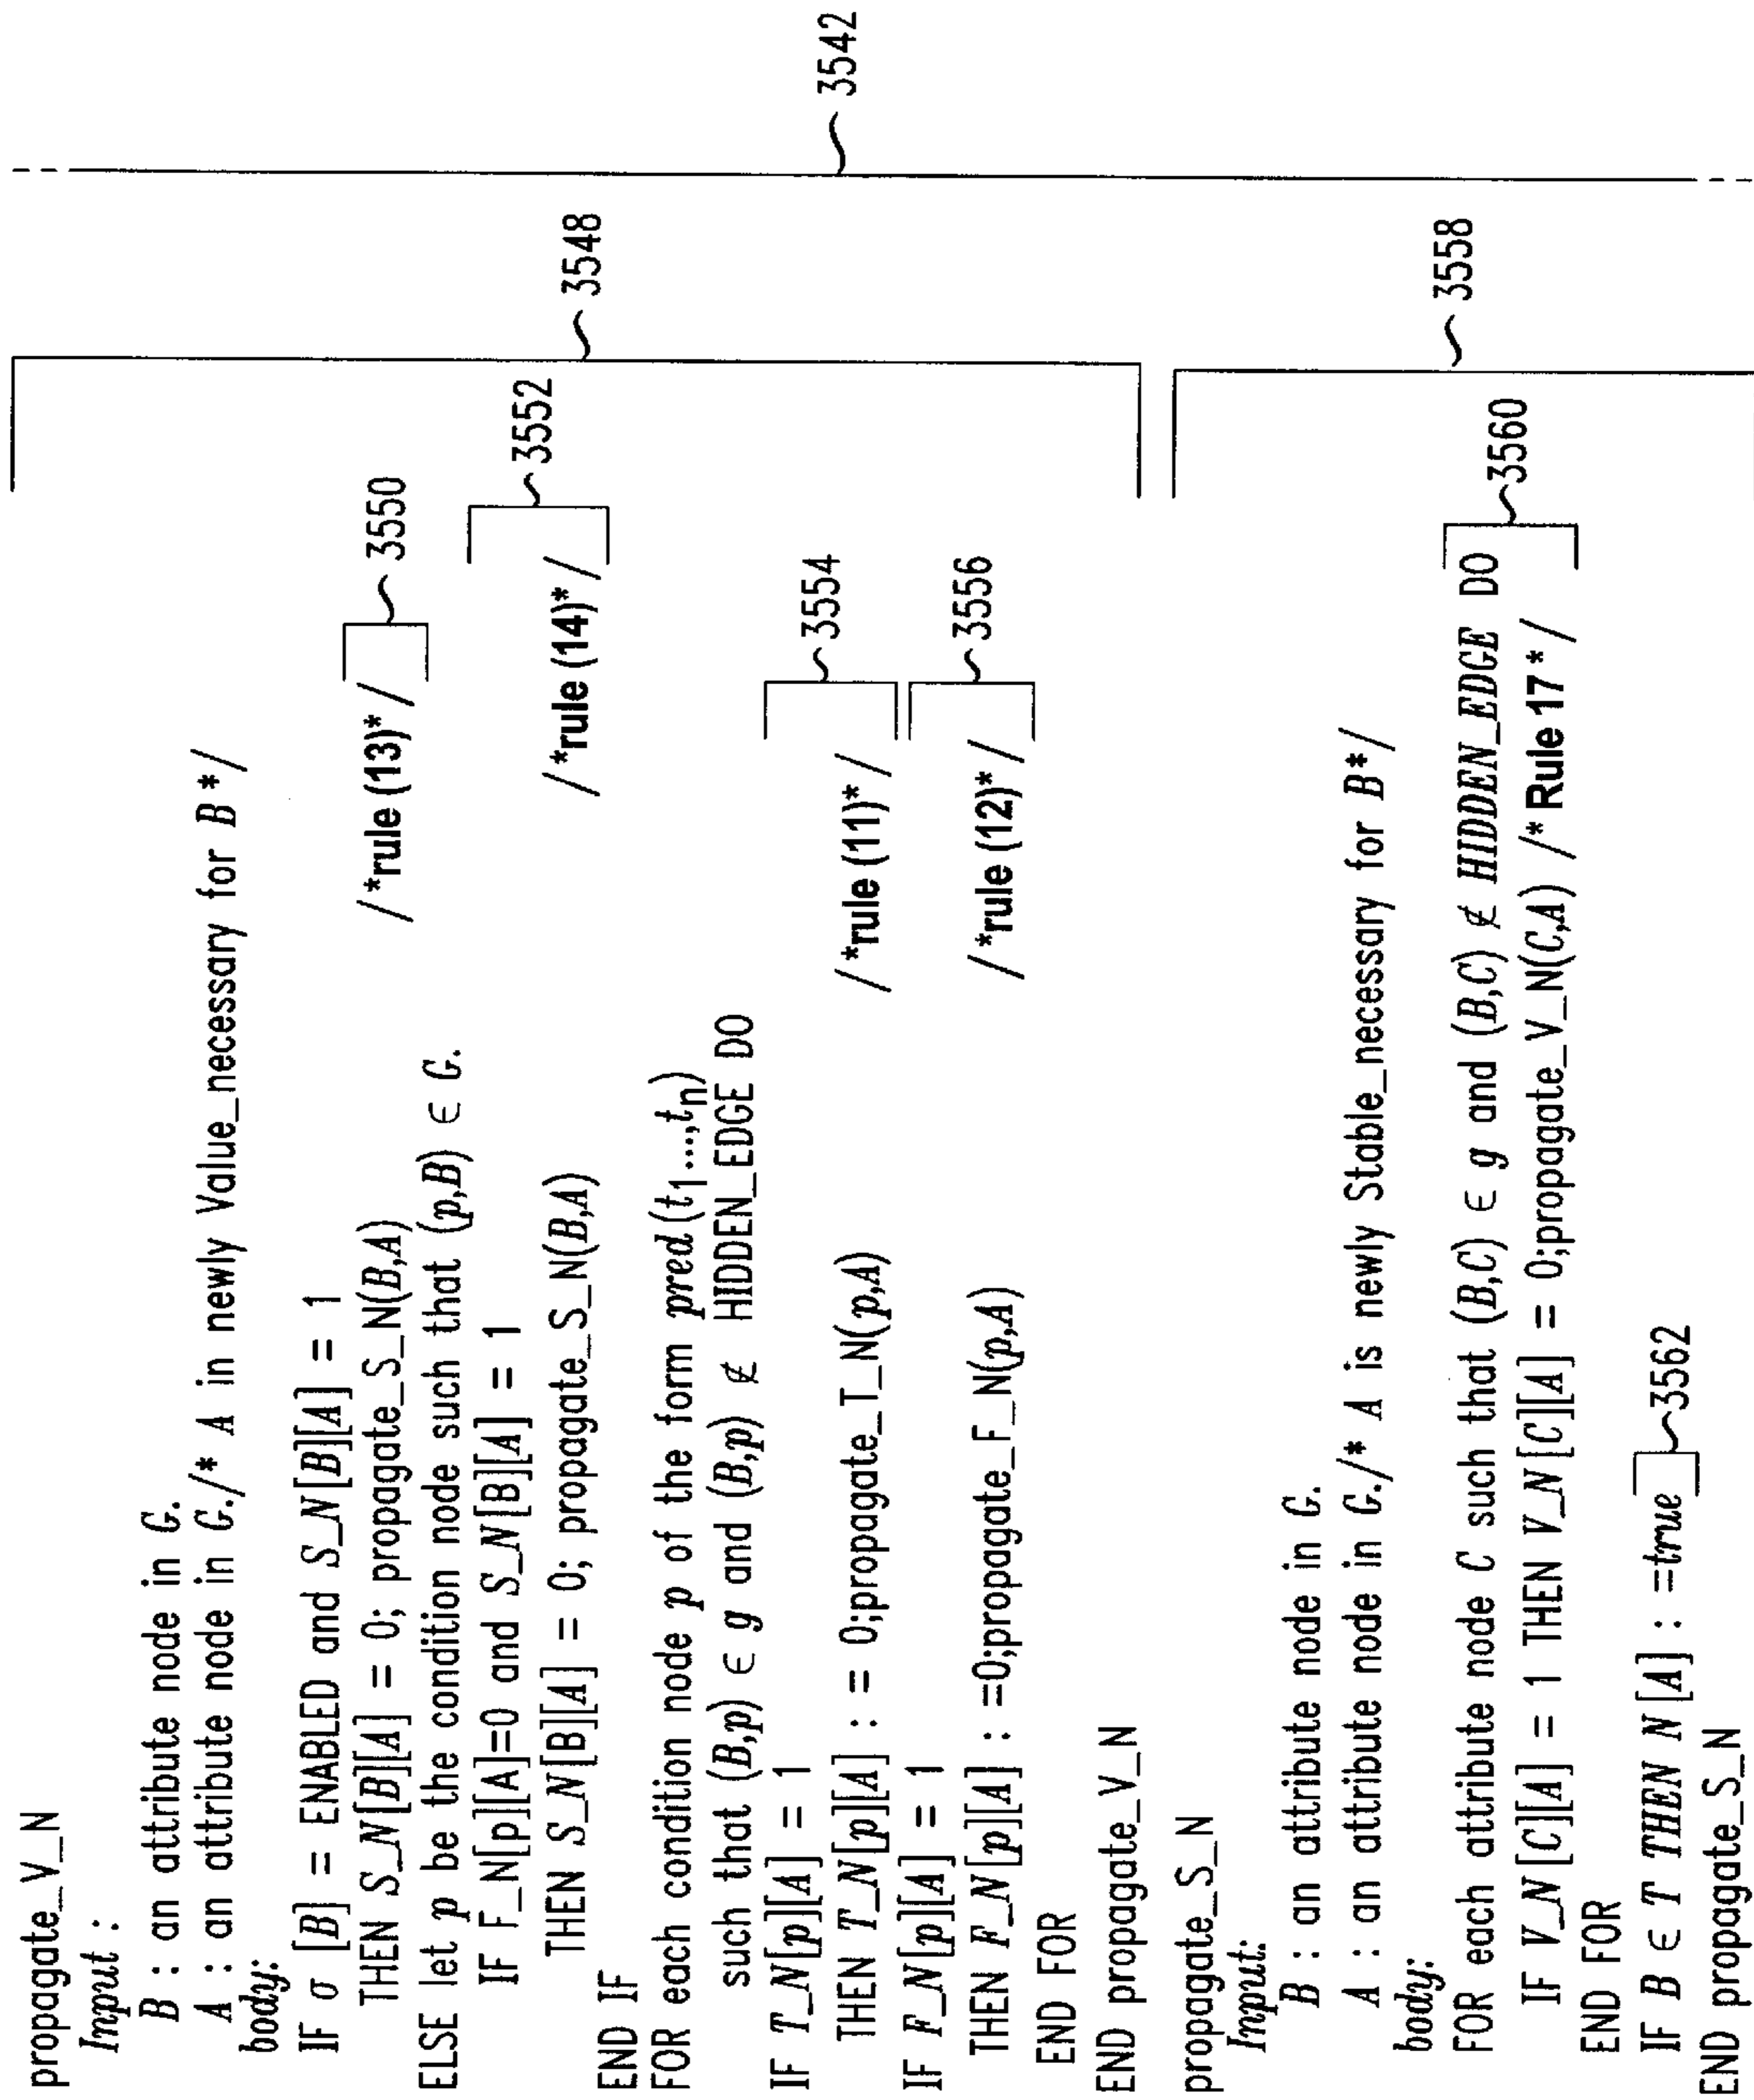 propagate_V_N
Input :
B : an attribute node in G.
A : an attribute node in G./* A in newly Value_necessary for B */
body:
IF σ [B] = ENABLED and S_N[B][A] = 1
THEN S_N[B][A] = 0; propagate_S_N(B,A) /*rule (13)*/ 3550
ELSE let p be the condition node such that (p,B) ∈ G.
IF F_N[p][A]=0 and S_N[B][A] = 1
THEN S_N[B][A] = 0; propagate_S_N(B,A) /*rule (14)*/ 3552
END IF
FOR each condition node p of the form pred(t1...,tn)
such that (B,p) ∈ g and (B,p) ∉ HIDDEN_EDGE DO
IF T_N[p][A] = 1
THEN T_N[p][A] : = 0;propagate_T_N(p,A) /*rule (11)*/ 3554
IF F_N[p][A] = 1
THEN F_N[p][A] : =0;propagate_F_N(p,A) /*rule (12)*/ 3556
END FOR
END propagate_V_N
3548
3542
propagate_S_N
Input:
B : an attribute node in G.
A : an attribute node in G./* A is newly Stable_necessary for B*/
body:
FOR each attribute node C such that (B,C) ∈ g and (B,C) ∉ HIDDEN_EDGE DO
IF V_N[C][A] = 1 THEN V_N[C][A] = 0;propagate_V_N(C,A) /* Rule 17 */ 3560
END FOR
IF B ∈ T THEN N[A] : =true 3562
END propagate_S_N
3558